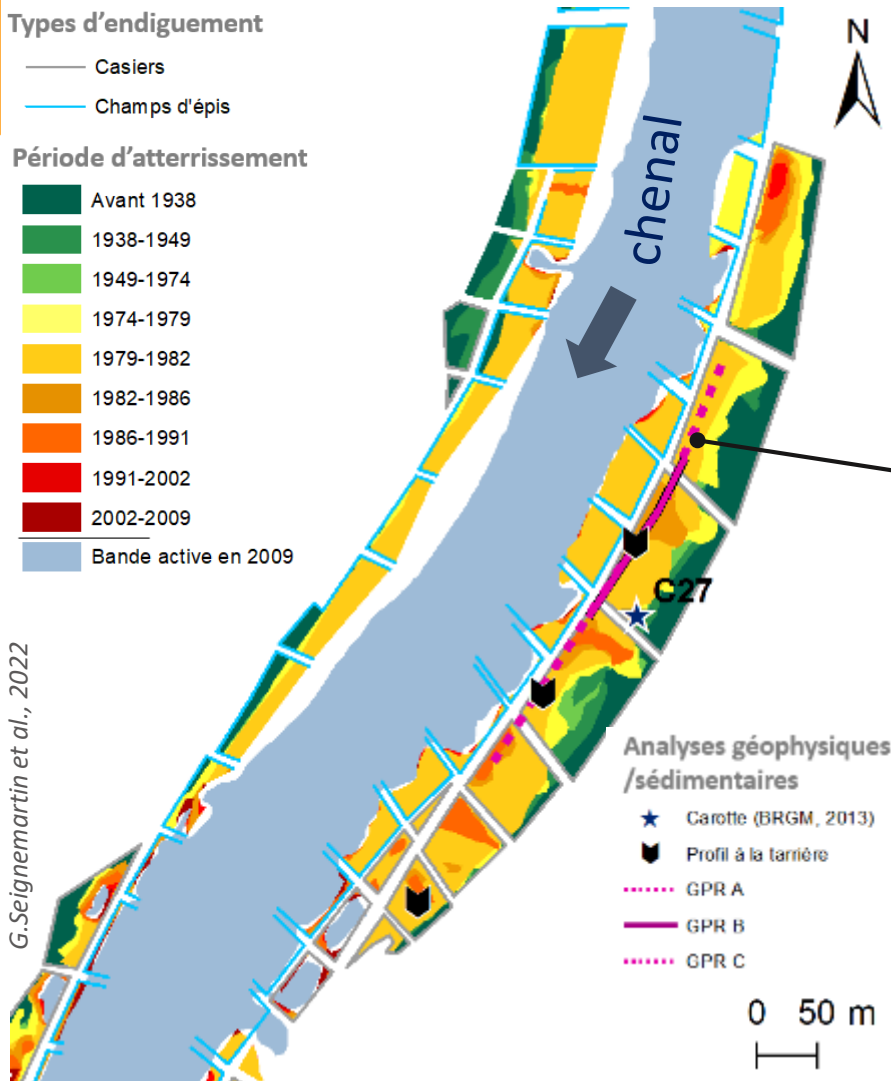 Types d'endiguement
Casiers
Champs d'épis
Période d'atterrissement
Avant 1938
1938-1949
1949-1974
1974-1979
1979-1982
1982-1986
1986-1991
1991-2002
2002-2009
Bande active en 2009
N
chenal
C27
G.Seignemartin et al., 2022
Analyses géophysiques
/sédimentaires
Carotte (BRGM, 2013)
Profil à la tarrière
GPR A
GPR B
GPR C
0 50 m